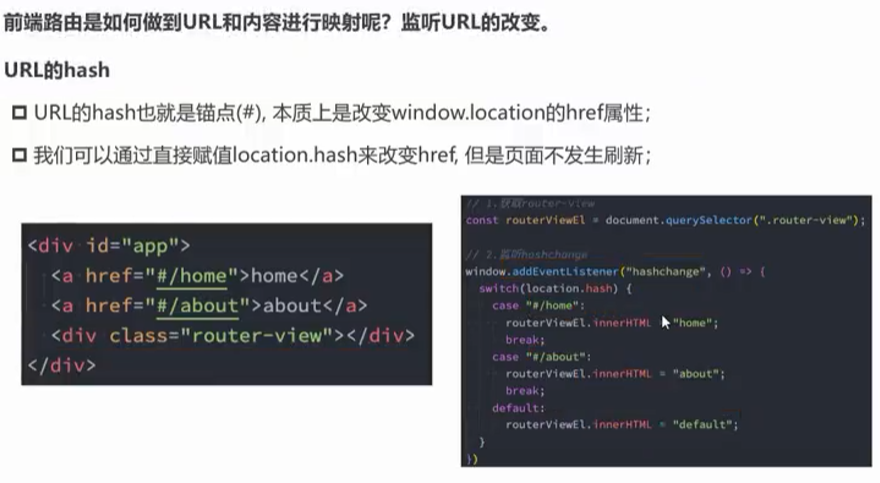 前端路由是如何做到URL和内容进行映射呢？监听URL的改变。
URL的hash
URL的hash也就是锚点(#), 本质上是改变window.location的href属性；
我们可以通过直接赋值location.hash来改变href, 但是页面不发生刷新；
<div id="app">
<a href="#/home">home</a>
<a href="#/about">about</a>
<div class="router-view"></div>
</div>
// 1.获取router-view
const routerViewEl = document.querySelector(".router-view");
// 2.监听hashchange
window.addEventListener("hashchange", () => {
switch(location.hash) {
case "#/home":
routerViewEl.innerHTML "home";
break;
case "#/about":
routerViewEl.innerHTML = "about";
break;
default:
routerViewEl.innerHTML = "default";
}
})